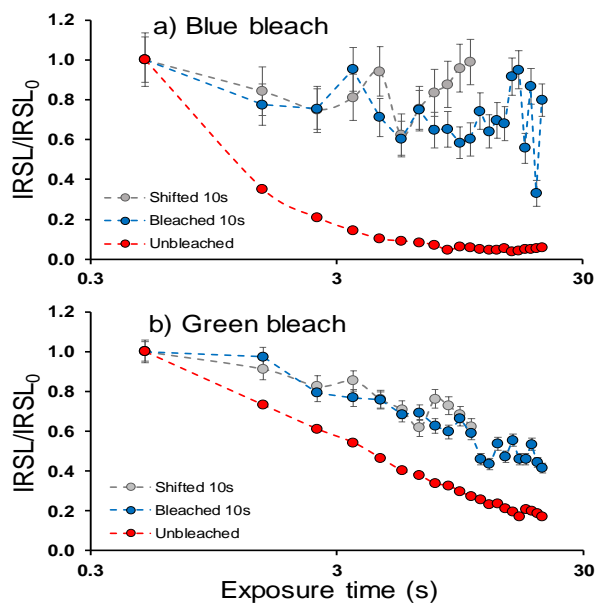 a) Blue bleach
1.2
1.0
0.8
0.6
0.4
0.2
0.0
IRSL/IRSL₀
Shifted 10s
Bleached 10s
Unbleached
0.3 3 30
b) Green bleach
1.2
1.0
0.8
0.6
0.4
0.2
0.0
IRSL/IRSL₀
Shifted 10s
Bleached 10s
Unbleached
0.3 3 30
Exposure time (s)